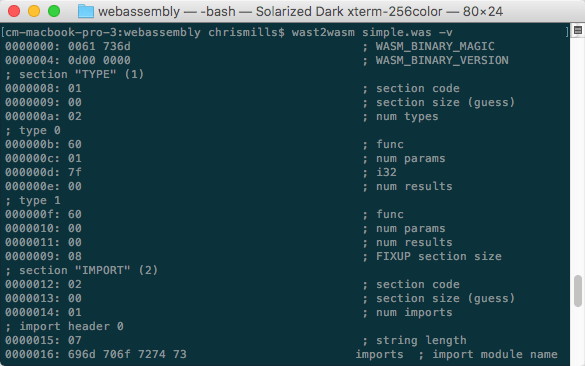 webassembly — -bash — Solarized Dark xterm-256color — 80×24
[cm-macbook-pro-3:webassembly chrismills$ wast2wasm simple.was -v ]
0000000: 0061 736d ; WASM_BINARY_MAGIC
0000004: 0d00 0000 ; WASM_BINARY_VERSION
; section "TYPE" (1)
0000008: 01 ; section code
0000009: 00 ; section size (guess)
000000a: 02 ; num types
; type 0
000000b: 60 ; func
000000c: 01 ; num params
000000d: 7f ; i32
000000e: 00 ; num results
; type 1
000000f: 60 ; func
0000010: 00 ; num params
0000011: 00 ; num results
0000009: 08 ; FIXUP section size
; section "IMPORT" (2)
0000012: 02 ; section code
0000013: 00 ; section size (guess)
0000014: 01 ; num imports
; import header 0
0000015: 07 ; string length
0000016: 696d 706f 7274 73 imports ; import module name